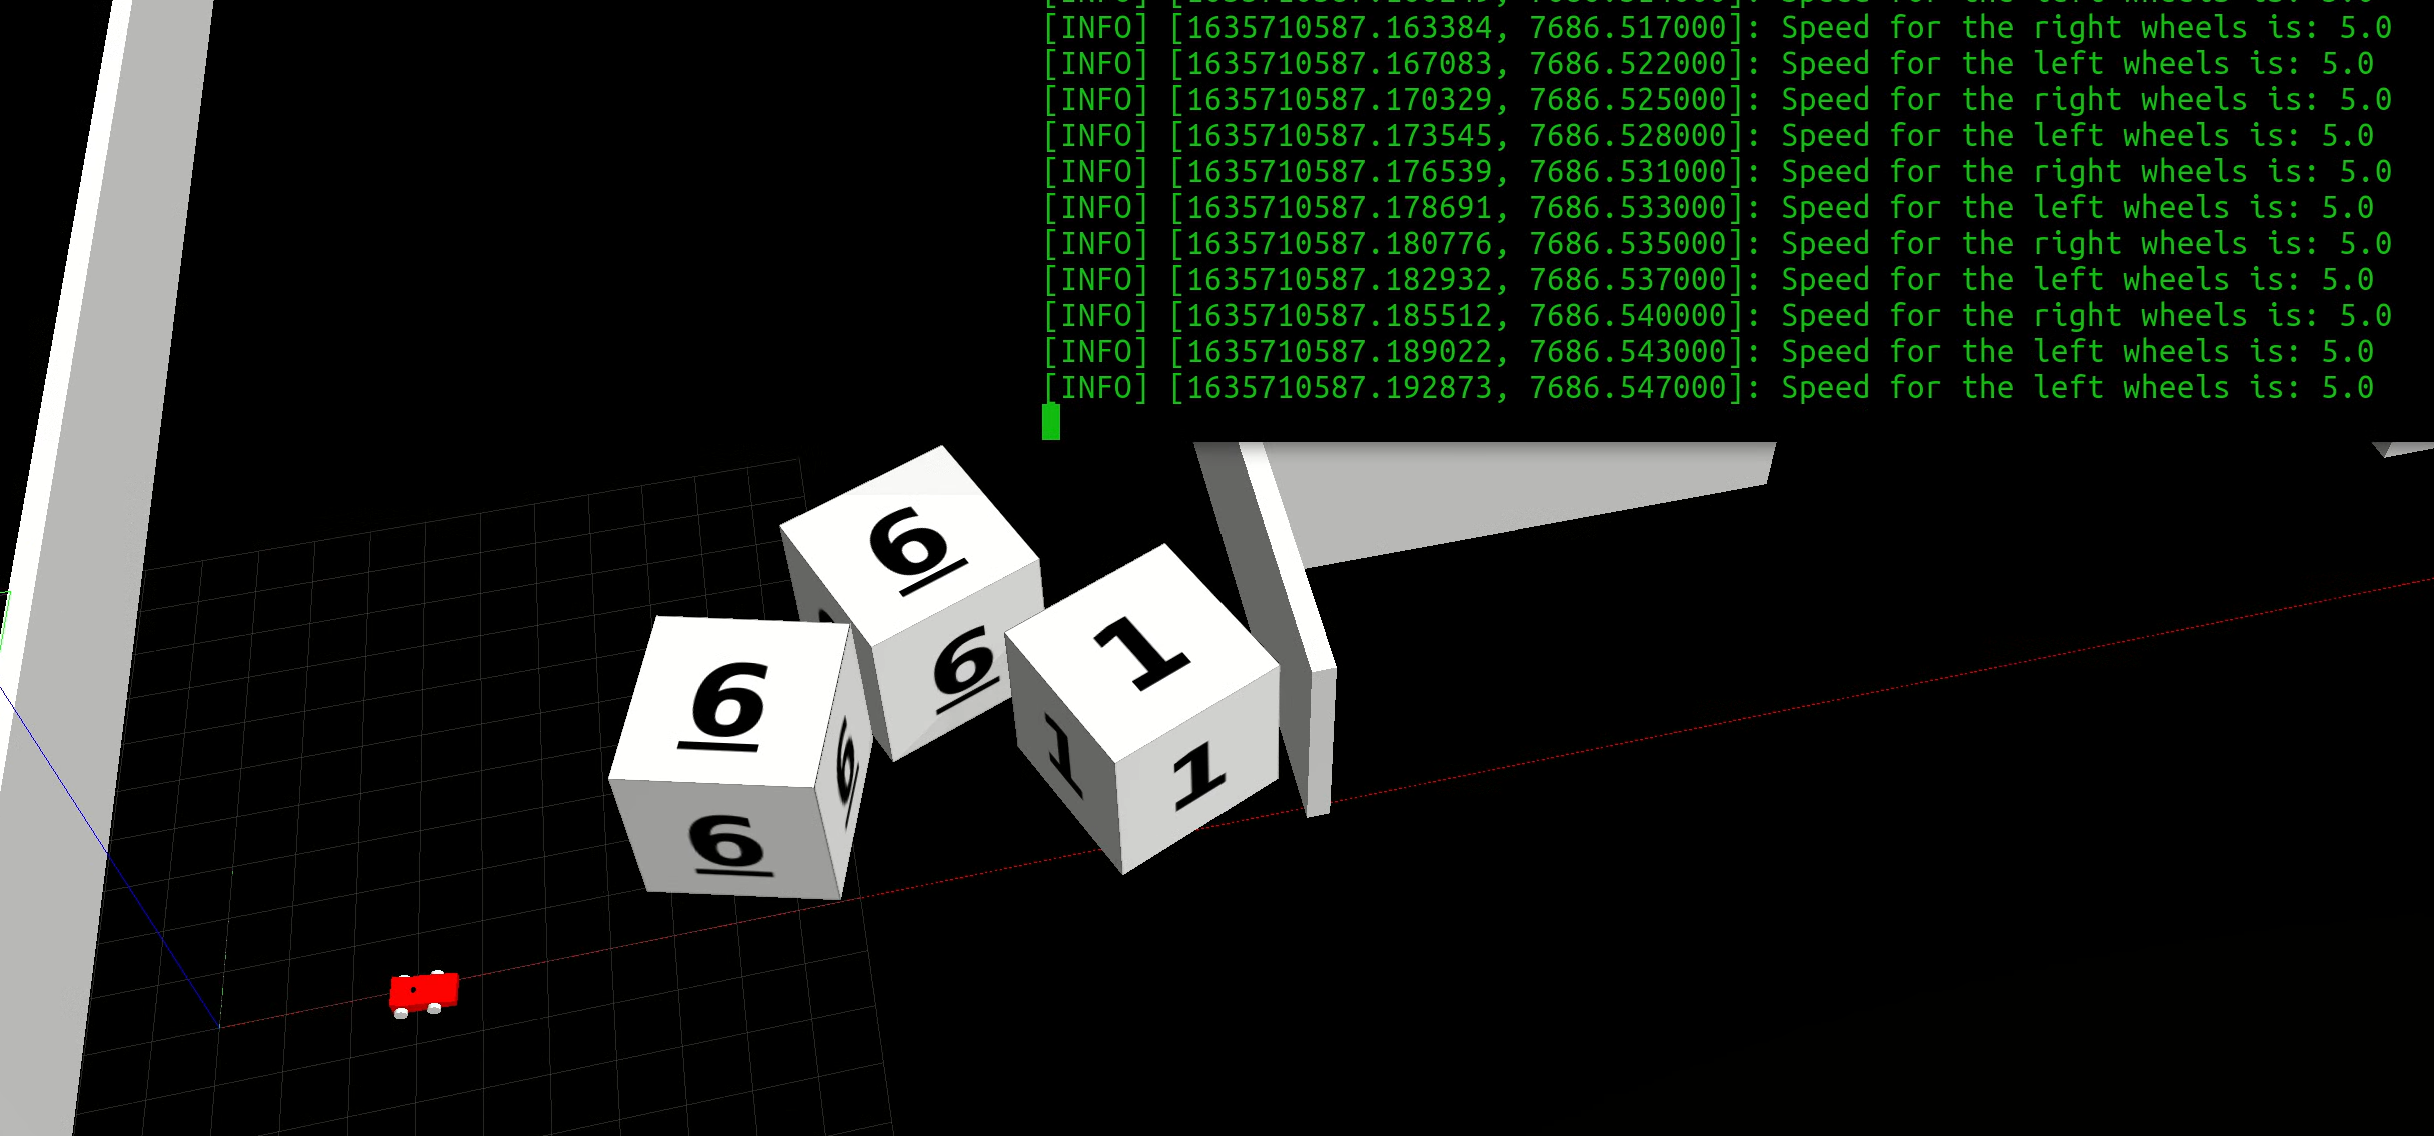 [INFO] [1635710587.163384, 7686.517000]: Speed for the right wheels is: 5.0
[INFO] [1635710587.167083, 7686.522000]: Speed for the left wheels is: 5.0
[INFO] [1635710587.170329, 7686.525000]: Speed for the right wheels is: 5.0
[INFO] [1635710587.173545, 7686.528000]: Speed for the left wheels is: 5.0
[INFO] [1635710587.176539, 7686.531000]: Speed for the right wheels is: 5.0
[INFO] [1635710587.178691, 7686.533000]: Speed for the left wheels is: 5.0
[INFO] [1635710587.180776, 7686.535000]: Speed for the right wheels is: 5.0
[INFO] [1635710587.182932, 7686.537000]: Speed for the left wheels is: 5.0
[INFO] [1635710587.185512, 7686.540000]: Speed for the right wheels is: 5.0
[INFO] [1635710587.189022, 7686.543000]: Speed for the left wheels is: 5.0
[INFO] [1635710587.192873, 7686.547000]: Speed for the left wheels is: 5.0
6
6
6
6
6
1
1
1